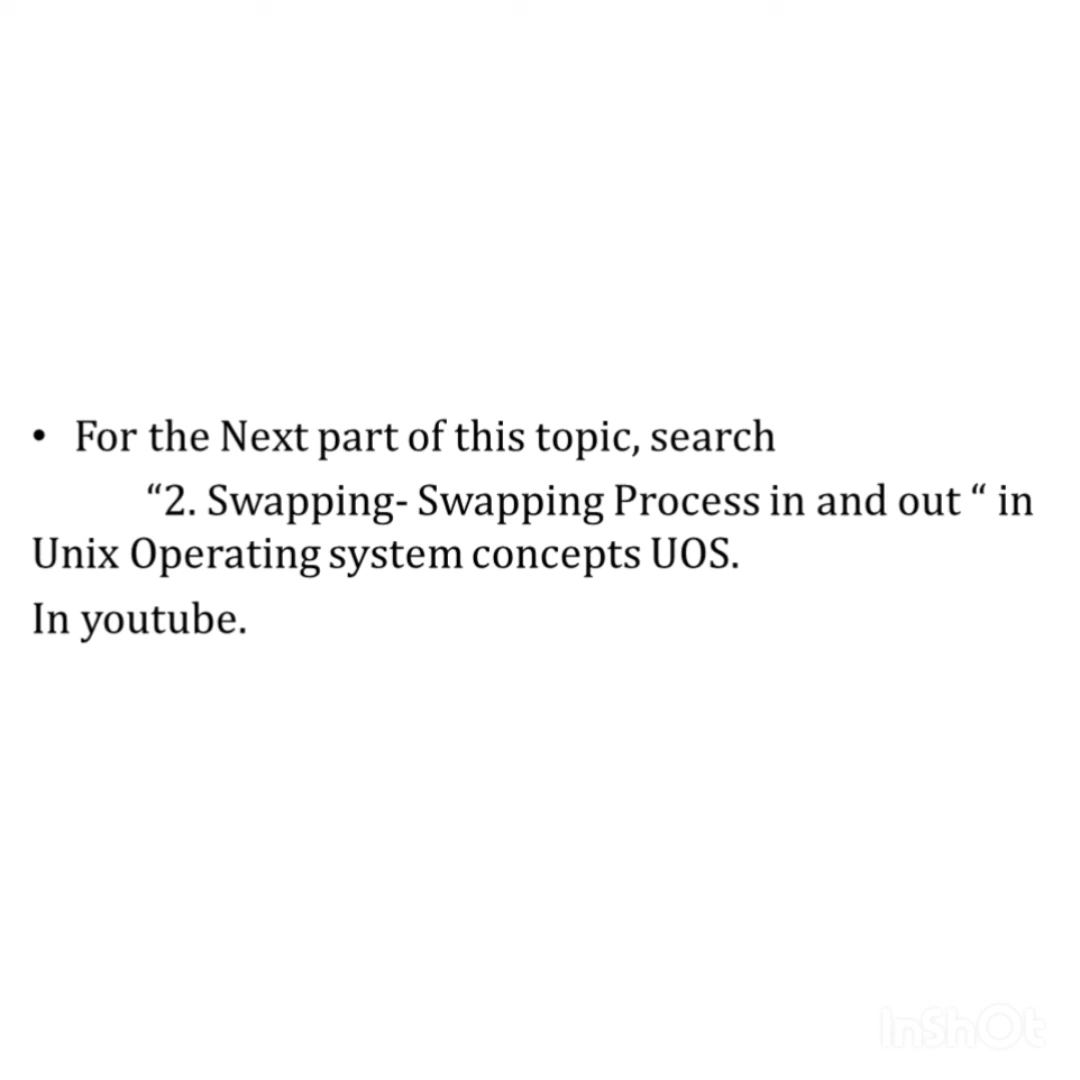 • For the Next part of this topic, search
“2. Swapping- Swapping Process in and out “ in
Unix Operating system concepts UOS.
In youtube.
InShOt